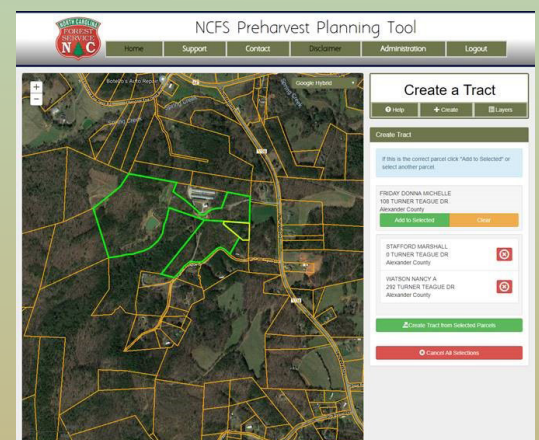 NORTH CAROLINA
FOREST
SERVICE
N C
NCFS Preharvest Planning Tool
Home Support Contact Disclaimer Administration Logout
+
-
Auto Repair
Google Hybrid
Create a Tract
Help + Create Layers
Create Tract
If this is the correct parcel click "Add to Selected" or
select another parcel.
FRIDAY DONNA MICHELLE
108 TURNER TEAGUE DR
Alexander County
Add to Selected Clear
STAFFORD MARSHALL
0 TURNER TEAGUE DR
Alexander County
WATSON NANCY A
292 TURNER TEAGUE DR
Alexander County
Create Tract from Selected Parcels
Cancel All Selections